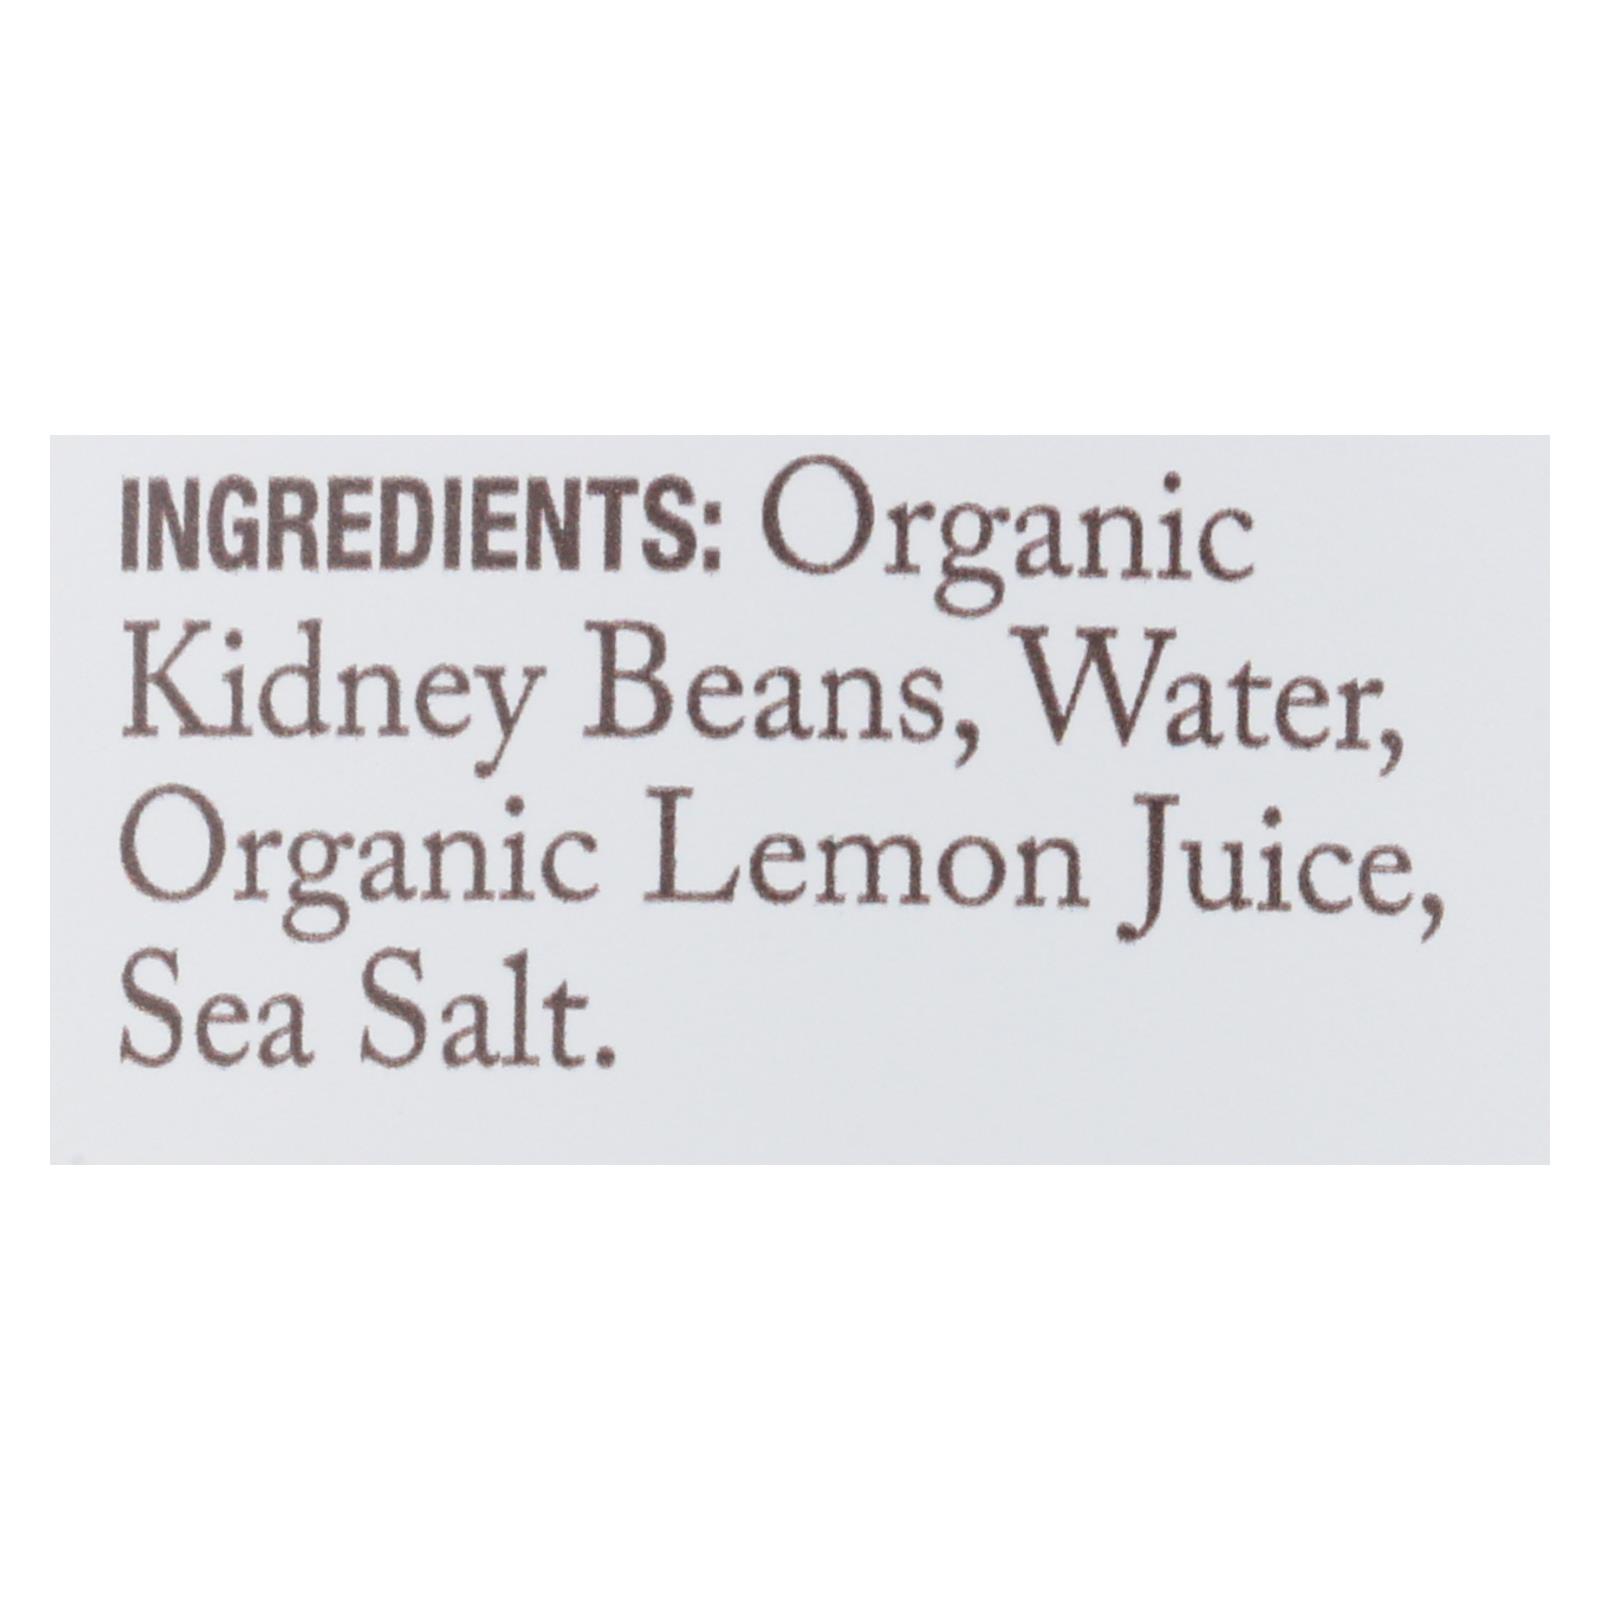 INGREDIENTS: Organic
Kidney Beans, Water,
Organic Lemon Juice,
Sea Salt.